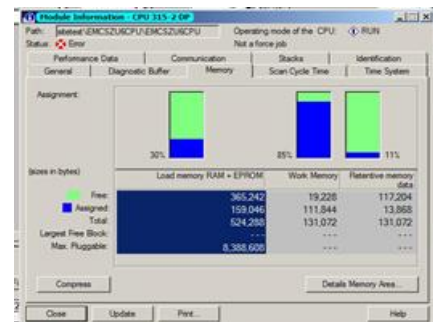 Module Information - CPU 315-2 DP
Path: \EMCSZU6CPU\EMCSZU6CPU Operating mode of the CPU: RUN
Status: Error Not a force job
Performance Data Communication Stacks Identification
General Diagnostic Buffer Memory Scan Cycle Time Time System
Assignment:
30% 85% 11%
(sizes in bytes) Load memory RAM + EPROM Work Memory Retentive memory
data
Free: 365,242 19,228 117,204
Assigned: 159,046 111,844 13,868
Total: 524,288 131,072 131,072
Largest Free Block: --- --- ---
Max. Pluggable: 8,388,608 --- ---
Compress Details Memory Area...
Close Update Print... Help